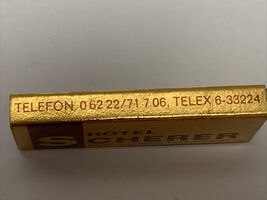 TELEFON 0 62 22/71 7 06, TELEX 6-33224
S HOTEL
SCHERER